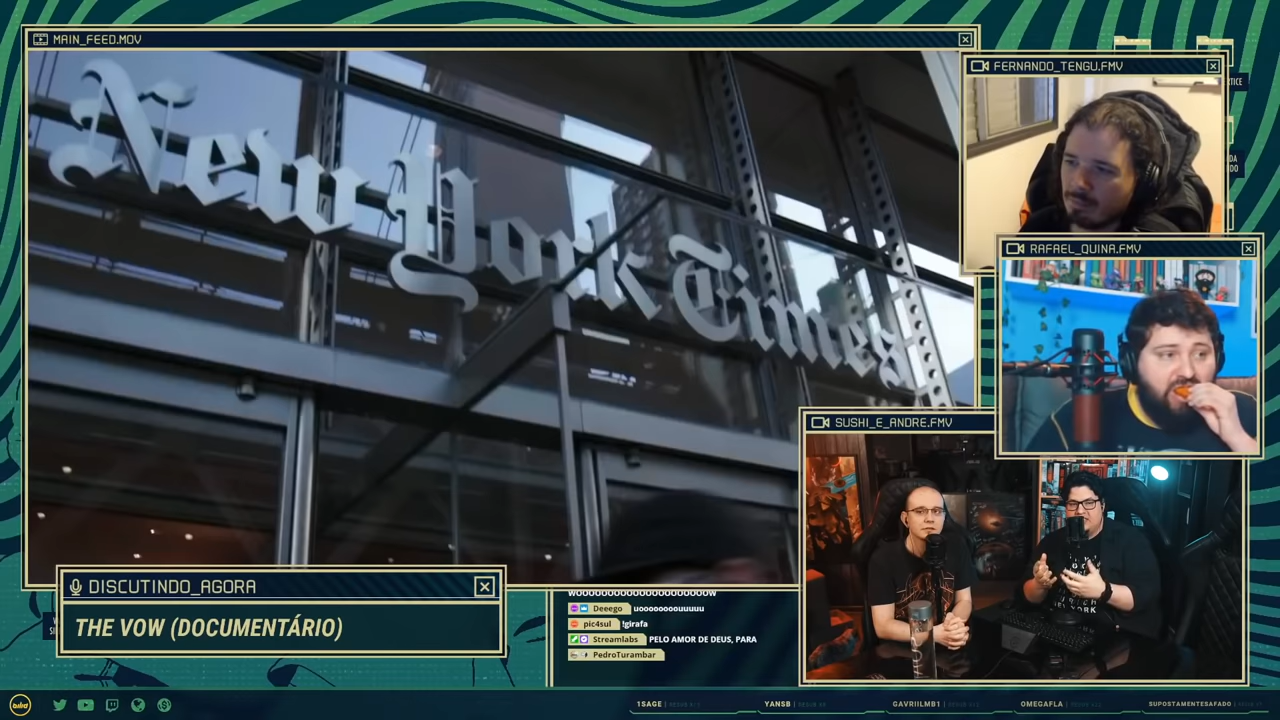 MAIN_FEED.MOV
New York Times
FERNANDO_TENGU.FMV
RAFAEL_QUINA.FMV
SUSHI_E_ANDRE.FMV
DISCUTINDO_AGORA
THE VOW (DOCUMENTÁRIO)
Deeego uoooooooouuuuu
pic4sul !girafa
Streamlabs PELO AMOR DE DEUS, PARA
PedroTurambar
1SAGE
YANSB
GAVRIILMB1
OMEGAFLA
SUPOSTAMENTESAFADO